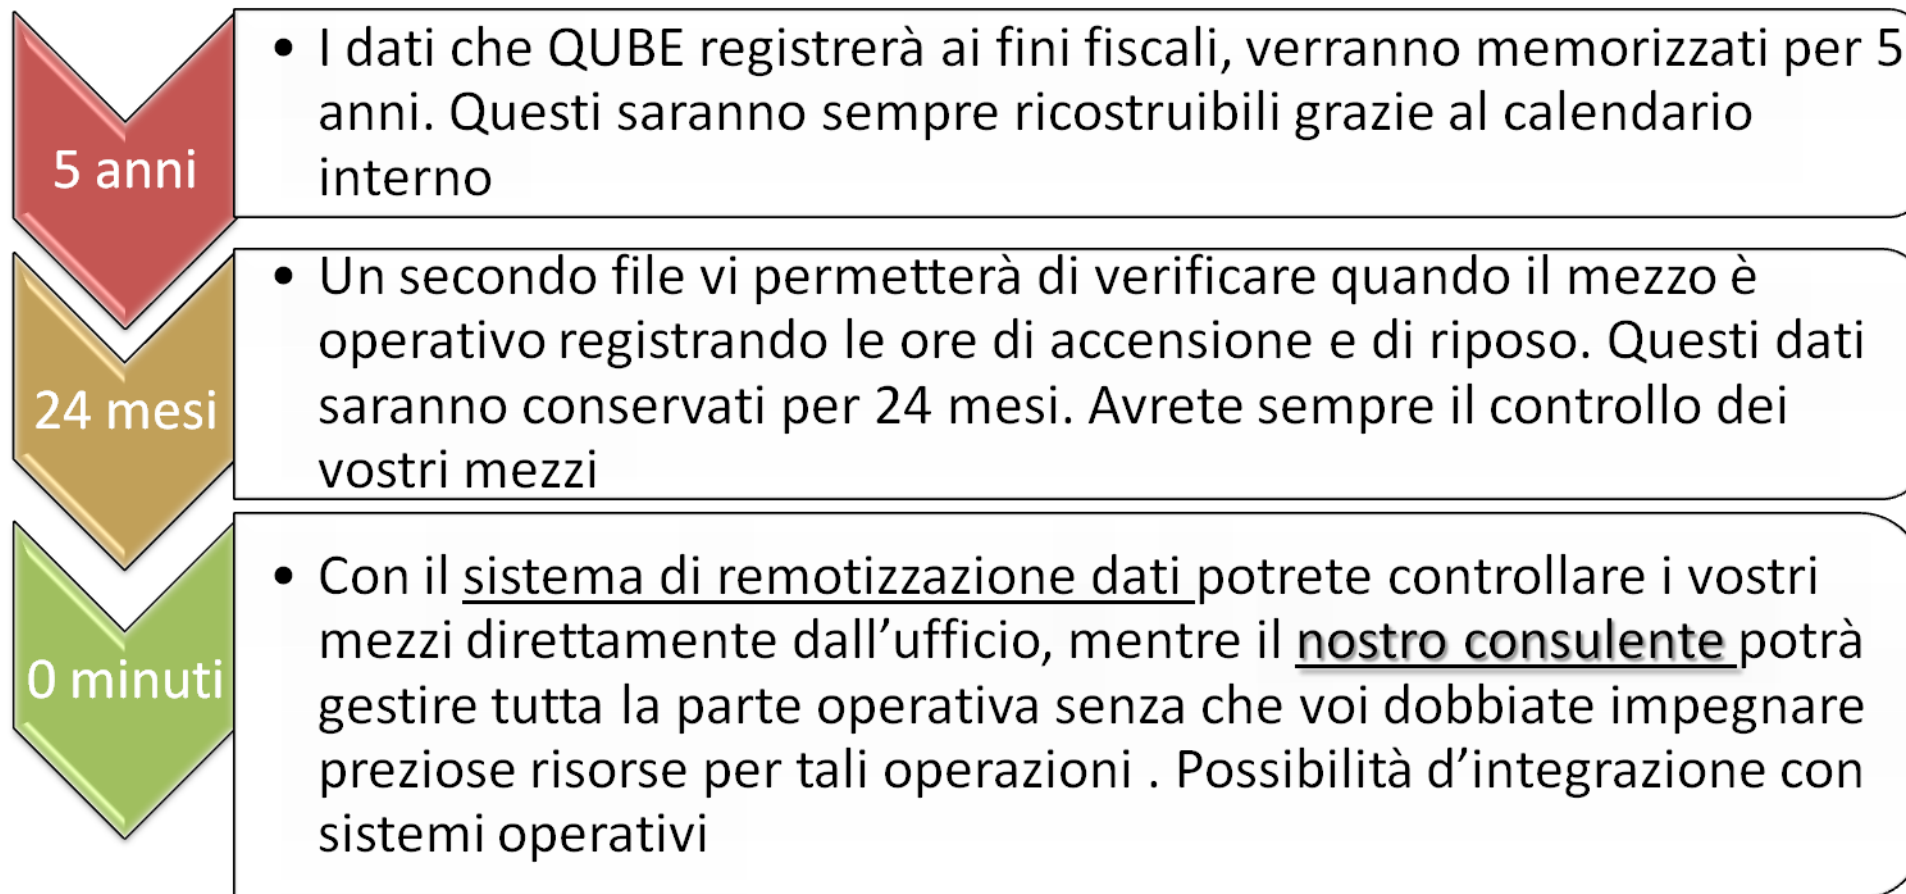 5 anni
• I dati che QUBE registrerà ai fini fiscali, verranno memorizzati per 5
anni. Questi saranno sempre ricostruibili grazie al calendario
interno
24 mesi
• Un secondo file vi permetterà di verificare quando il mezzo è
operativo registrando le ore di accensione e di riposo. Questi dati
saranno conservati per 24 mesi. Avrete sempre il controllo dei
vostri mezzi
0 minuti
• Con il sistema di remotizzazione dati potrete controllare i vostri
mezzi direttamente dall’ufficio, mentre il nostro consulente potrà
gestire tutta la parte operativa senza che voi dobbiate impegnare
preziose risorse per tali operazioni . Possibilità d’integrazione con
sistemi operativi